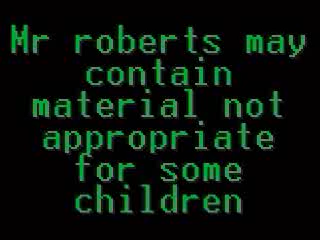 Mr roberts may
contain
material not
appropriate
for some
children